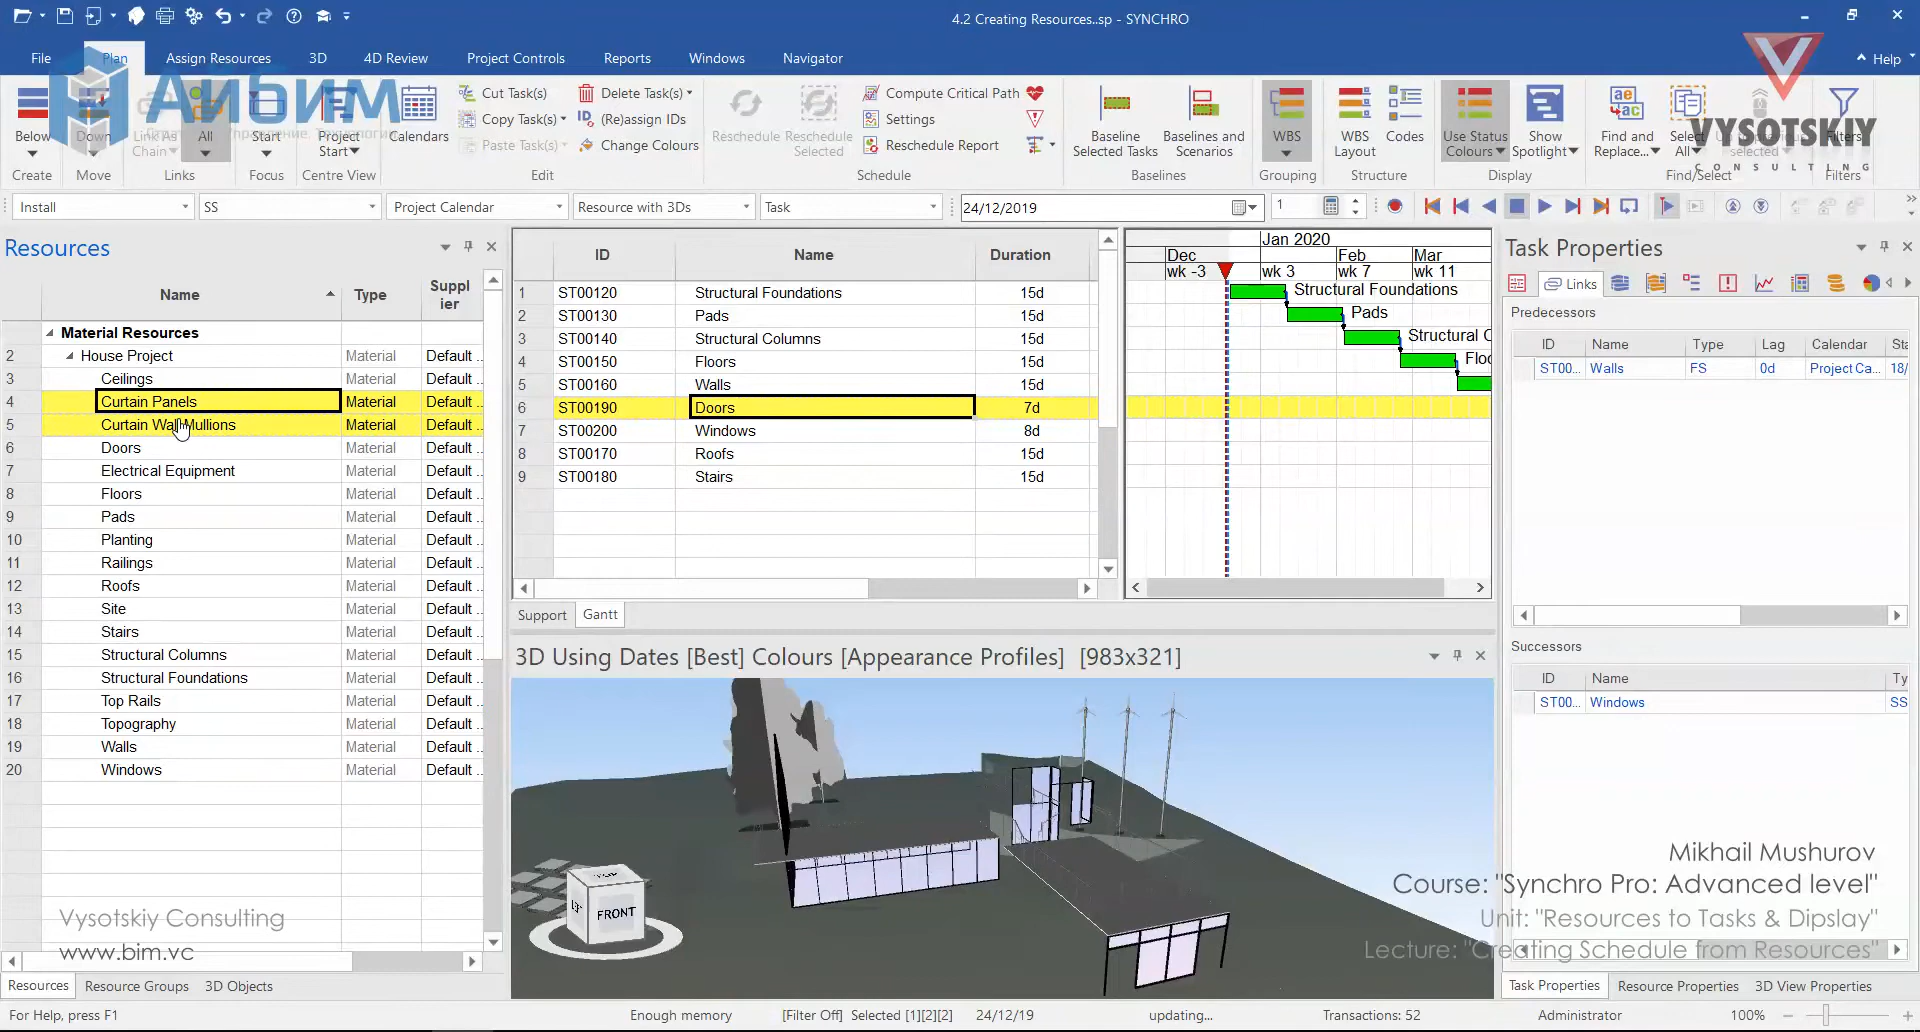 4.2 Creating Resources..sp - SYNCHRO
File Plan Assign Resources 3D 4D Review Project Controls Reports Windows Navigator Help
Айбим
Below Create
Down Move
Link As Chain All Links
Start Focus
Project Start Centre View
Calendars
Cut Task(s) Delete Task(s)
Copy Task(s) (Re)assign IDs
Paste Task(s) Change Colours
Edit
Reschedule Reschedule Selected
Compute Critical Path
Settings
Reschedule Report
Schedule
Baseline Selected Tasks Baselines and Scenarios
Baselines
WBS Grouping
WBS Layout Codes Structure
Use Status Colours Show Spotlight Display
Find and Replace... Select All Find/Select
Filters Filters
VYSOTSKIY
CONSULTING
Install SS Project Calendar Resource with 3Ds Task 24/12/2019 1
Resources
Name Type Supplier
Material Resources
2 House Project Material Default ..
3 Ceilings Material Default ..
4 Curtain Panels Material Default ..
5 Curtain Wall Mullions Material Default ..
6 Doors Material Default ..
7 Electrical Equipment Material Default ..
8 Floors Material Default ..
9 Pads Material Default ..
10 Planting Material Default ..
11 Railings Material Default ..
12 Roofs Material Default ..
13 Site Material Default ..
14 Stairs Material Default ..
15 Structural Columns Material Default ..
16 Structural Foundations Material Default ..
17 Top Rails Material Default ..
18 Topography Material Default ..
19 Walls Material Default ..
20 Windows Material Default ..
Vysotskiy Consulting
www.bim.vc
Resources Resource Groups 3D Objects
ID Name Duration
1 ST00120 Structural Foundations 15d
2 ST00130 Pads 15d
3 ST00140 Structural Columns 15d
4 ST00150 Floors 15d
5 ST00160 Walls 15d
6 ST00190 Doors 7d
7 ST00200 Windows 8d
8 ST00170 Roofs 15d
9 ST00180 Stairs 15d
Support Gantt
Jan 2020
Dec Feb Mar
wk -3 wk 3 wk 7 wk 11
Structural Foundations
Pads
Structural C
Floo
3D Using Dates [Best] Colours [Appearance Profiles] [983x321]
TOP
FRONT
Task Properties
Links
Predecessors
ID Name Type Lag Calendar Sta
ST00... Walls FS 0d Project Ca... 18/
Successors
ID Name Ty
ST00... Windows SS
Mikhail Mushurov
Course: "Synchro Pro: Advanced level"
Unit: "Resources to Tasks & Dipslay"
Lecture: "Creating Schedule from Resources"
Task Properties Resource Properties 3D View Properties
For Help, press F1 Enough memory [Filter Off] Selected [1][2][2] 24/12/19 updating... Transactions: 52 Administrator 100%